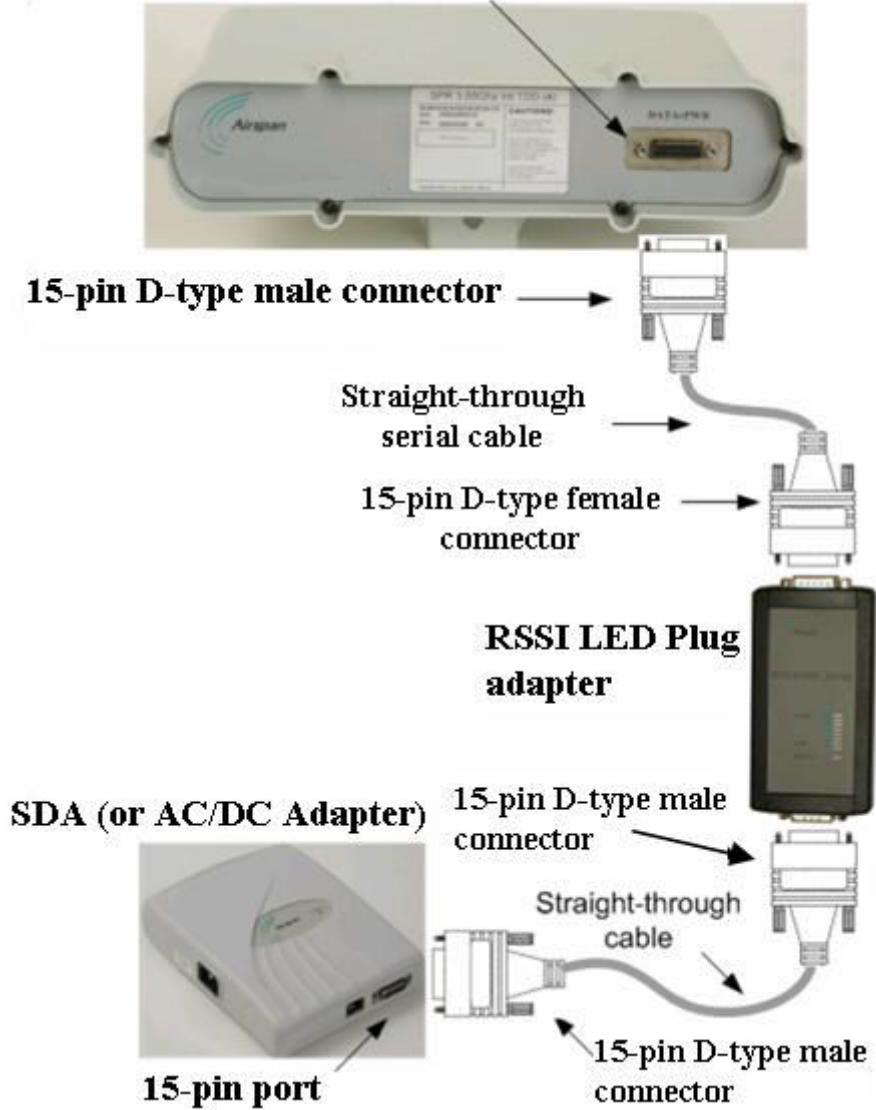 Airspan
CAUTION!
DATA+PWR
15-pin D-type male connector
Straight-through
serial cable
15-pin D-type female
connector
RSSI LED Plug
adapter
SDA (or AC/DC Adapter)
15-pin D-type male
connector
Straight-through
cable
15-pin port
15-pin D-type male
connector